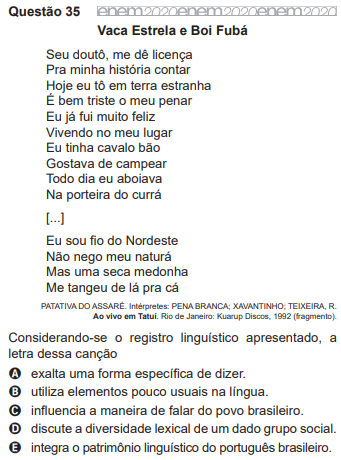 Questão 35 enem2020enem2020enem2020
Vaca Estrela e Boi Fubá
Seu doutô, me dê licença
Pra minha história contar
Hoje eu tô em terra estranha
É bem triste o meu penar
Eu já fui muito feliz
Vivendo no meu lugar
Eu tinha cavalo bão
Gostava de campear
Todo dia eu aboiava
Na porteira do currá
[...]
Eu sou fio do Nordeste
Não nego meu naturá
Mas uma seca medonha
Me tangeu de lá pra cá
PATATIVA DO ASSARÉ. Intérpretes: PENA BRANCA; XAVANTINHO; TEIXEIRA, R.
Ao vivo em Tatuí. Rio de Janeiro: Kuarup Discos, 1992 (fragmento).
Considerando-se o registro linguístico apresentado, a
letra dessa canção
A exalta uma forma específica de dizer.
B utiliza elementos pouco usuais na língua.
C influencia a maneira de falar do povo brasileiro.
D discute a diversidade lexical de um dado grupo social.
E integra o patrimônio linguístico do português brasileiro.